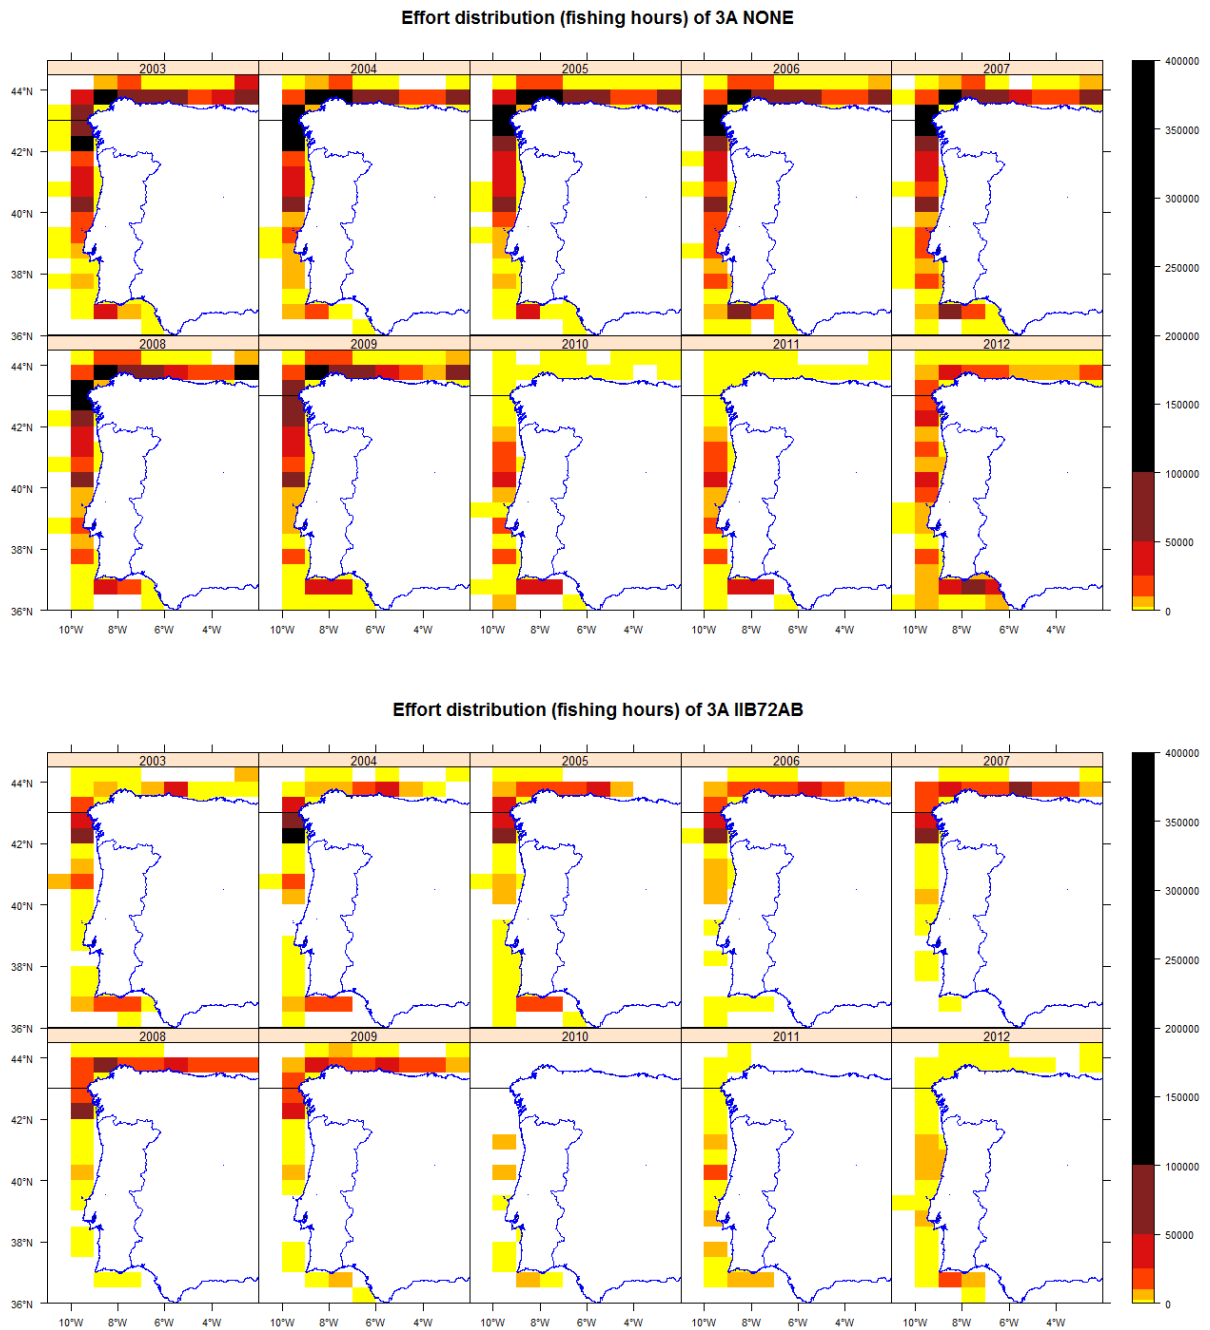 Effort distribution (fishing hours) of 3A NONE
2003 2004 2005 2006 2007
44°N
42°N
40°N
38°N
36°N
2008 2009 2010 2011 2012
44°N
42°N
40°N
38°N
36°N
10°W 8°W 6°W 4°W 10°W 8°W 6°W 4°W 10°W 8°W 6°W 4°W 10°W 8°W 6°W 4°W 10°W 8°W 6°W 4°W
400000
350000
300000
250000
200000
150000
100000
50000
0
Effort distribution (fishing hours) of 3A IIB72AB
2003 2004 2005 2006 2007
44°N
42°N
40°N
38°N
36°N
2008 2009 2010 2011 2012
44°N
42°N
40°N
38°N
36°N
10°W 8°W 6°W 4°W 10°W 8°W 6°W 4°W 10°W 8°W 6°W 4°W 10°W 8°W 6°W 4°W 10°W 8°W 6°W 4°W
400000
350000
300000
250000
200000
150000
100000
50000
0